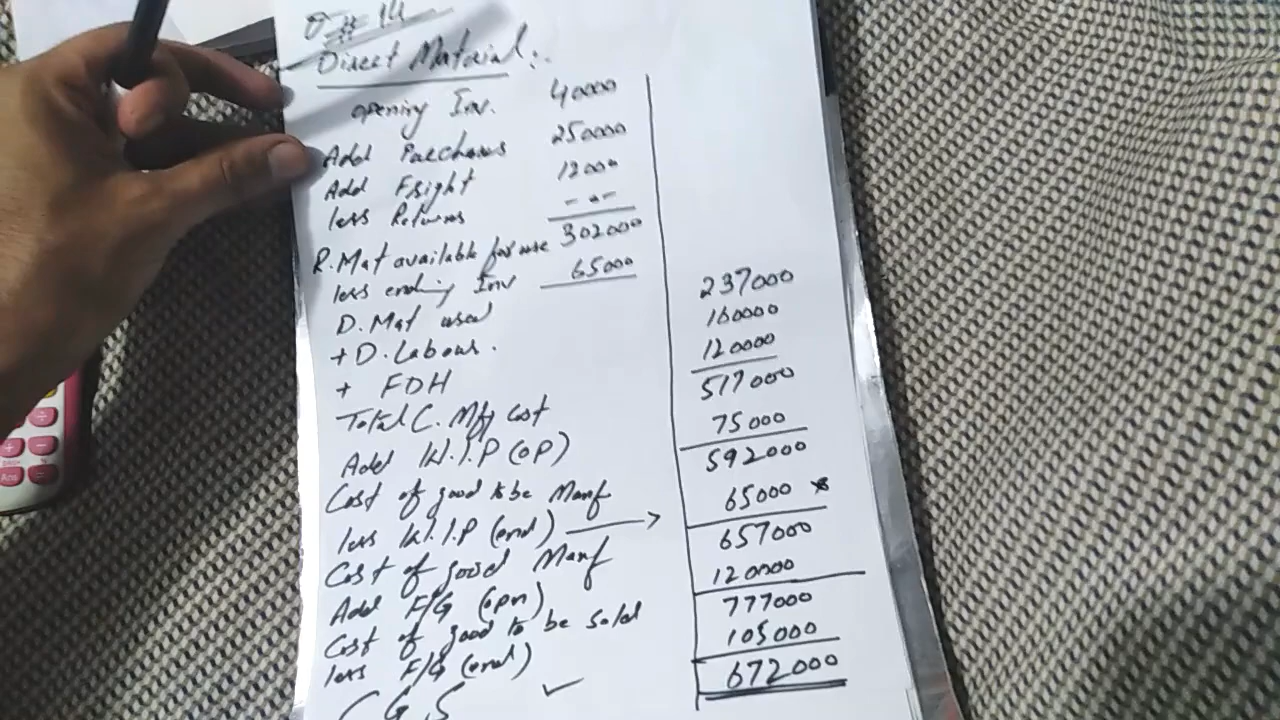 Q # 14
Direct Material :.
opening Inv. 40000
Add Purchases 250000
Add Fright 12000
less Returns - - -
R.Mat available for use 302000
less ending Inv 65000
D. Mat used 237000
+ D. Labour. 160000
+ FOH 120000
Total C. Mfg Cost 517000
Add W.I.P (OP) 75000
Cost of good to be Manf 592000
less W.I.P (end) 65000
Cost of good Manf 657000
Add F/G (opn) 120000
Cost of good to be Sold 777000
less F/G (end) 105000
C G S 672000